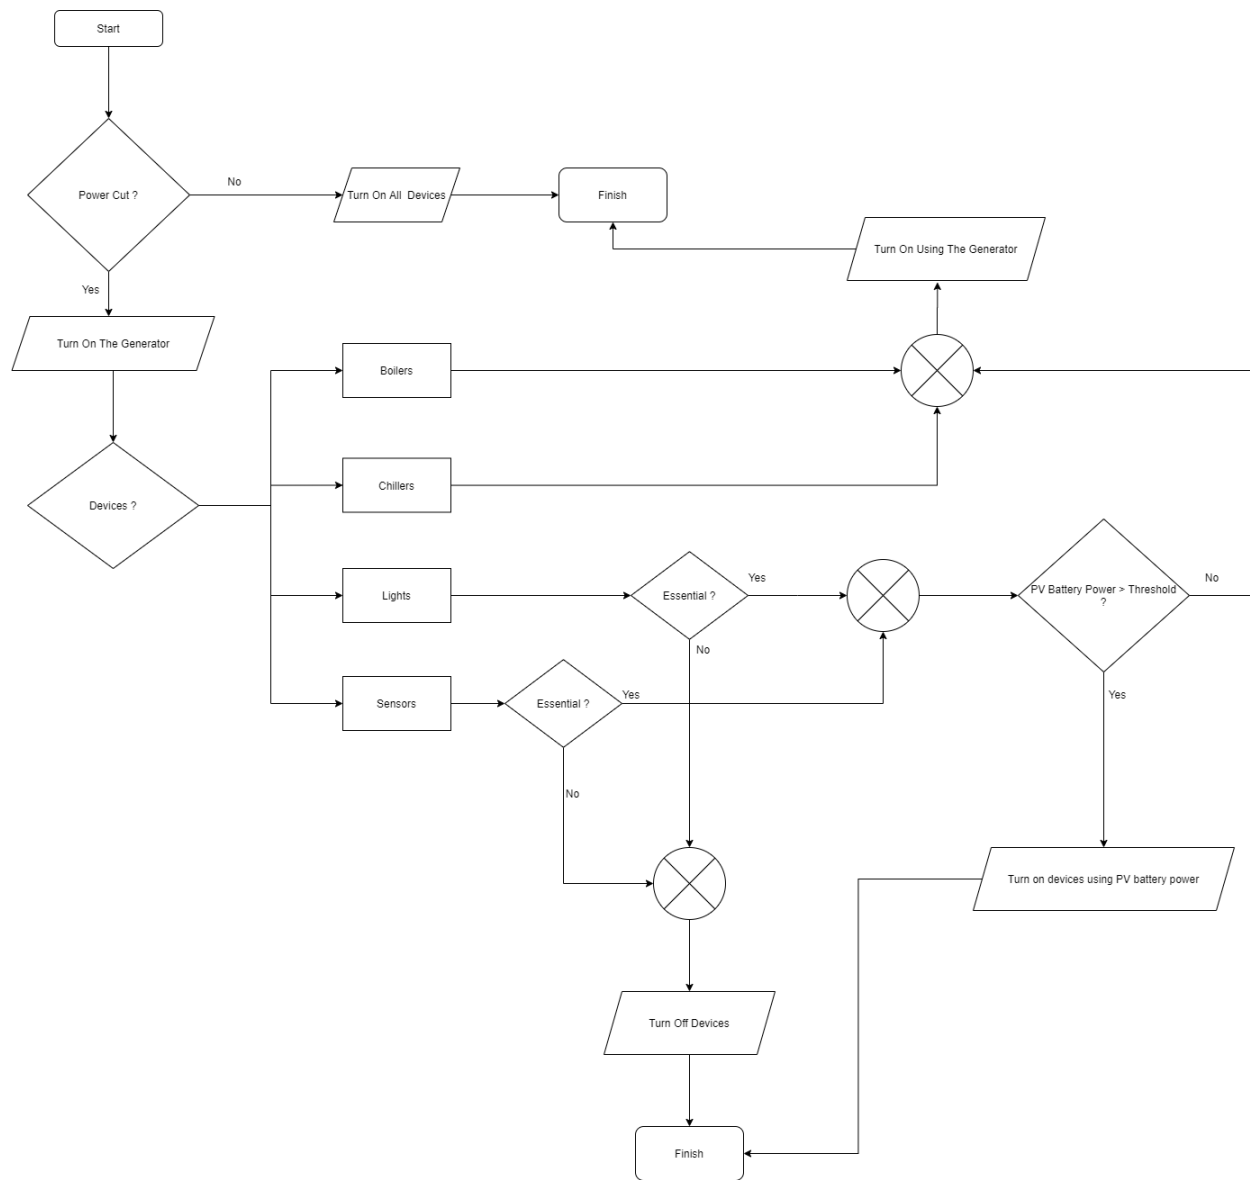 Start
Power Cut ?
No
Turn On All Devices
Finish
Turn On Using The Generator
Yes
Turn On The Generator
Boilers
Devices ?
Chillers
Lights
Essential ?
Yes
No
PV Battery Power > Threshold
?
No
Yes
Sensors
Essential ?
Yes
No
Turn on devices using PV battery power
Turn Off Devices
Finish